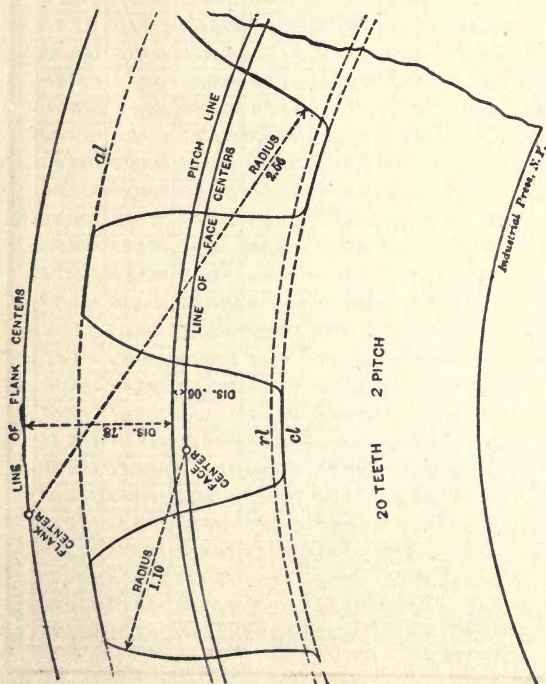 LINE OF FLANK CENTERS
al
PITCH LINE
LINE OF FACE CENTERS
RADIUS
2.56
DIS. .78
DIS. .06
FLANK
CENTER
FACE
CENTER
RADIUS
1.10
rl
cl
20 TEETH 2 PITCH
Industrial Press, N.Y.